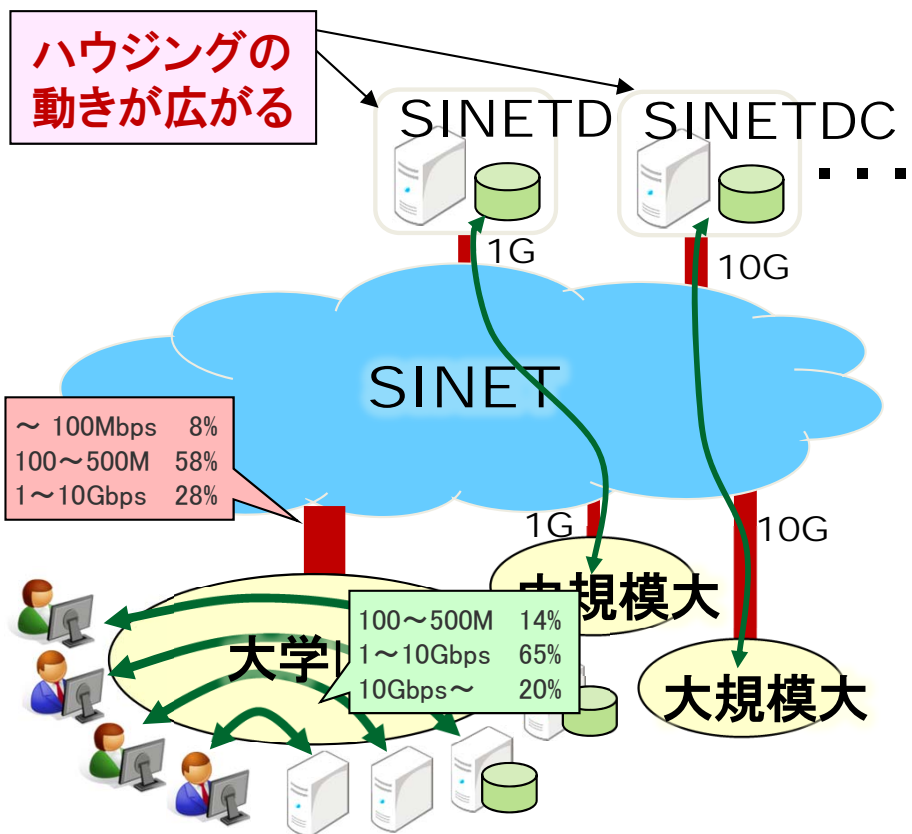 ハウジングの
動きが広がる
SINETD
SINETDC
・・・
1G
10G
SINET
～ 100Mbps 8%
100～500M 58%
1～10Gbps 28%
1G
10G
中規模大
100～500M 14%
1～10Gbps 65%
10Gbps～ 20%
大学
大規模大